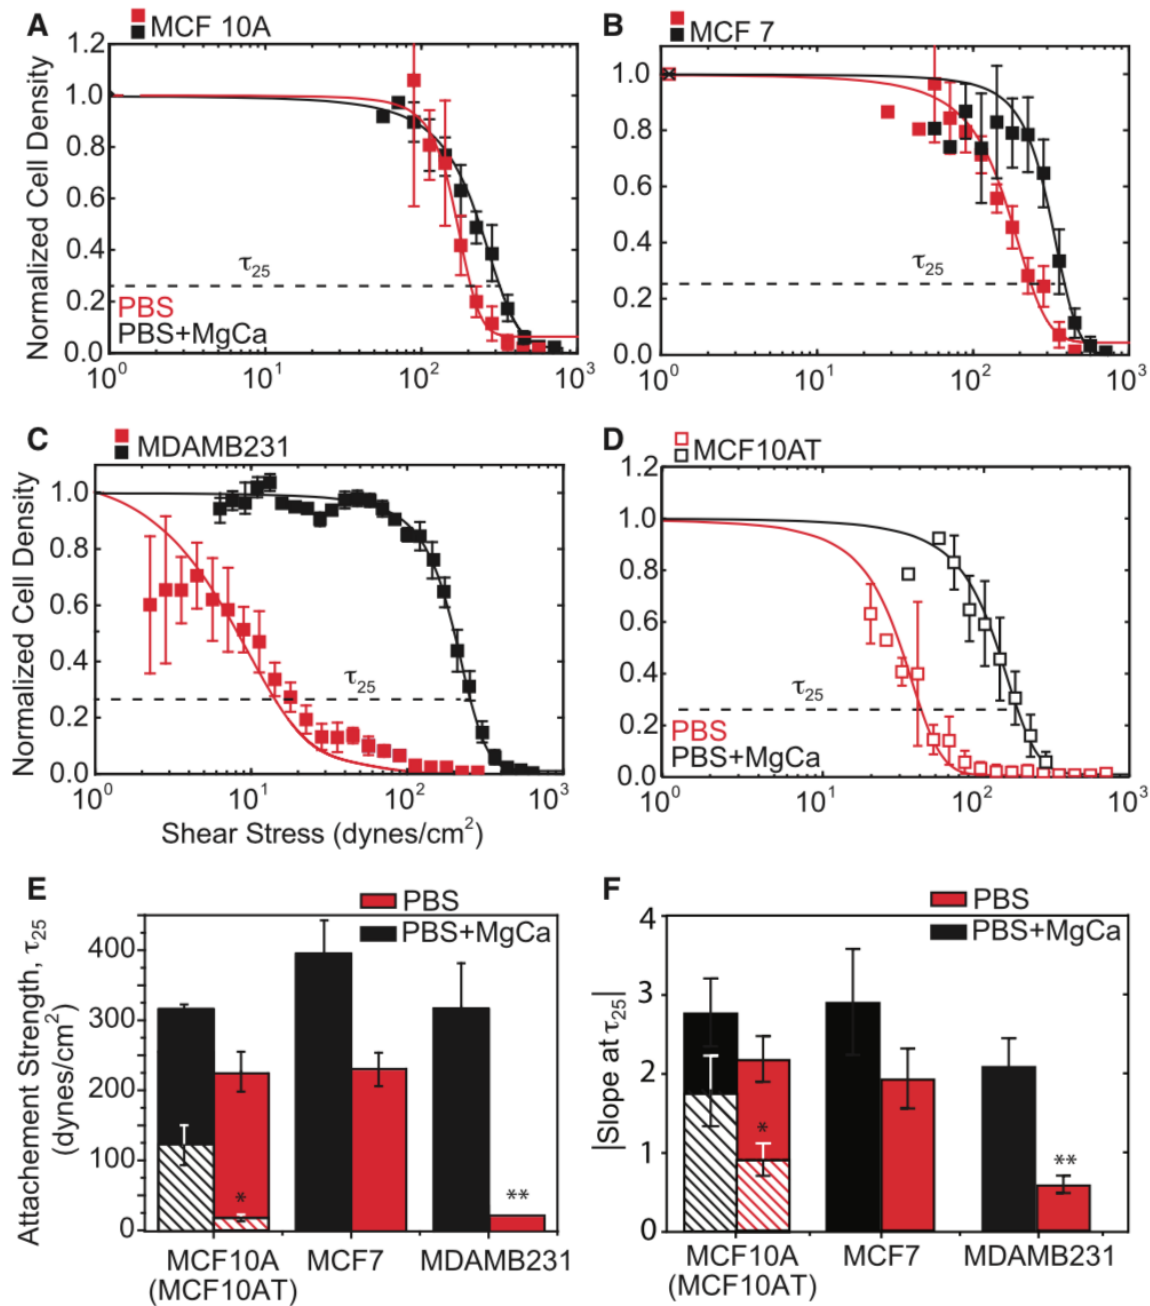 A
MCF 10A
1.2
1.0
0.8
0.6
0.4
0.2
0.0
Normalized Cell Density
τ25
PBS
PBS+MgCa
10^0
10^1
10^2
10^3
B
MCF 7
1.0
0.8
0.6
0.4
0.2
0.0
τ25
10^0
10^1
10^2
10^3
C
MDAMB231
1.0
0.8
0.6
0.4
0.2
0.0
Normalized Cell Density
τ25
10^0
10^1
10^2
10^3
Shear Stress (dynes/cm^2)
D
MCF10AT
1.2
1.0
0.8
0.6
0.4
0.2
0.0
τ25
PBS
PBS+MgCa
10^0
10^1
10^2
10^3
E
PBS
PBS+MgCa
Attachement Strength, τ25
(dynes/cm^2)
400
300
200
100
0
*
**
MCF10A
(MCF10AT)
MCF7
MDAMB231
F
PBS
PBS+MgCa
|Slope at τ25|
4
3
2
1
0
*
**
MCF10A
(MCF10AT)
MCF7
MDAMB231